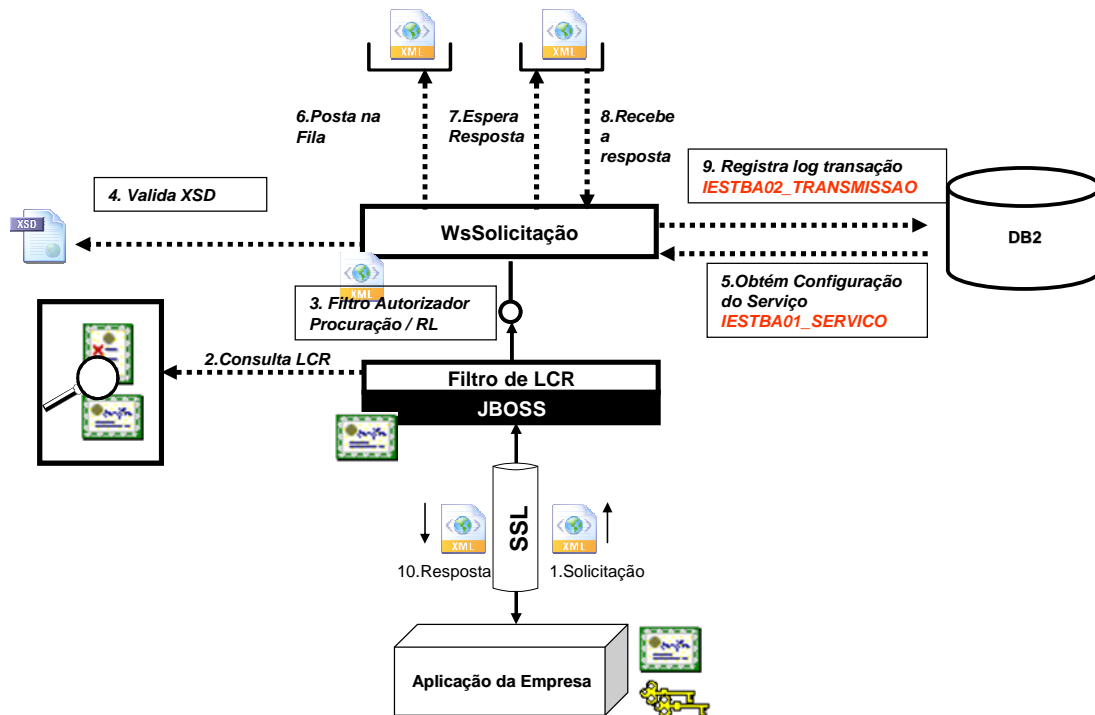 XML
XML
6.Posta na
Fila
7.Espera
Resposta
8.Recebe
a
resposta
9. Registra log transação
IESTBA02_TRANSMISSAO
4. Valida XSD
XSD
WsSolicitação
DB2
XML
5.Obtém Configuração
do Serviço
IESTBA01_SERVICO
3. Filtro Autorizador
Procuração / RL
2.Consulta LCR
Filtro de LCR
JBOSS
SSL
XML
XML
10.Resposta
1.Solicitação
Aplicação da Empresa